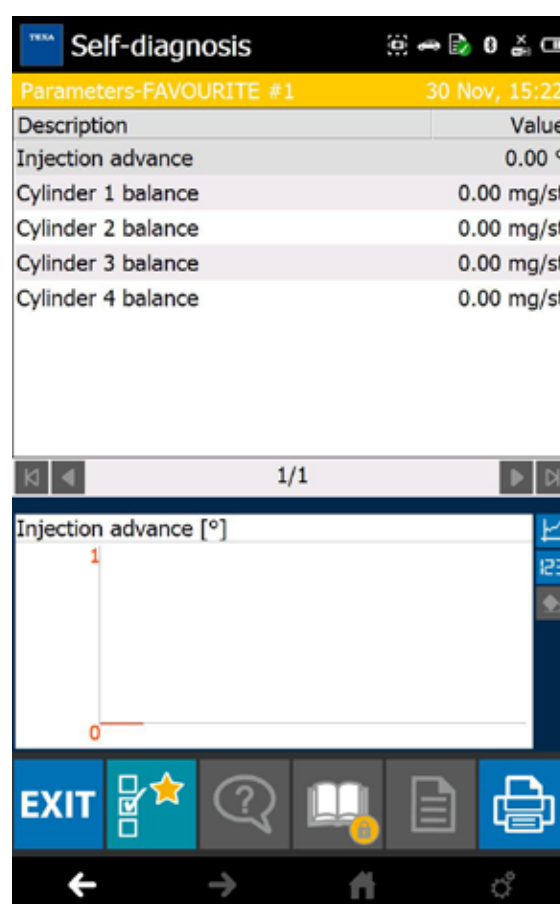 TEXA Self-diagnosis
Parameters-FAVOURITE #1 30 Nov, 15:22
Description Value
Injection advance 0.00 °
Cylinder 1 balance 0.00 mg/st
Cylinder 2 balance 0.00 mg/st
Cylinder 3 balance 0.00 mg/st
Cylinder 4 balance 0.00 mg/st
1/1
Injection advance [°]
1
123
0
EXIT